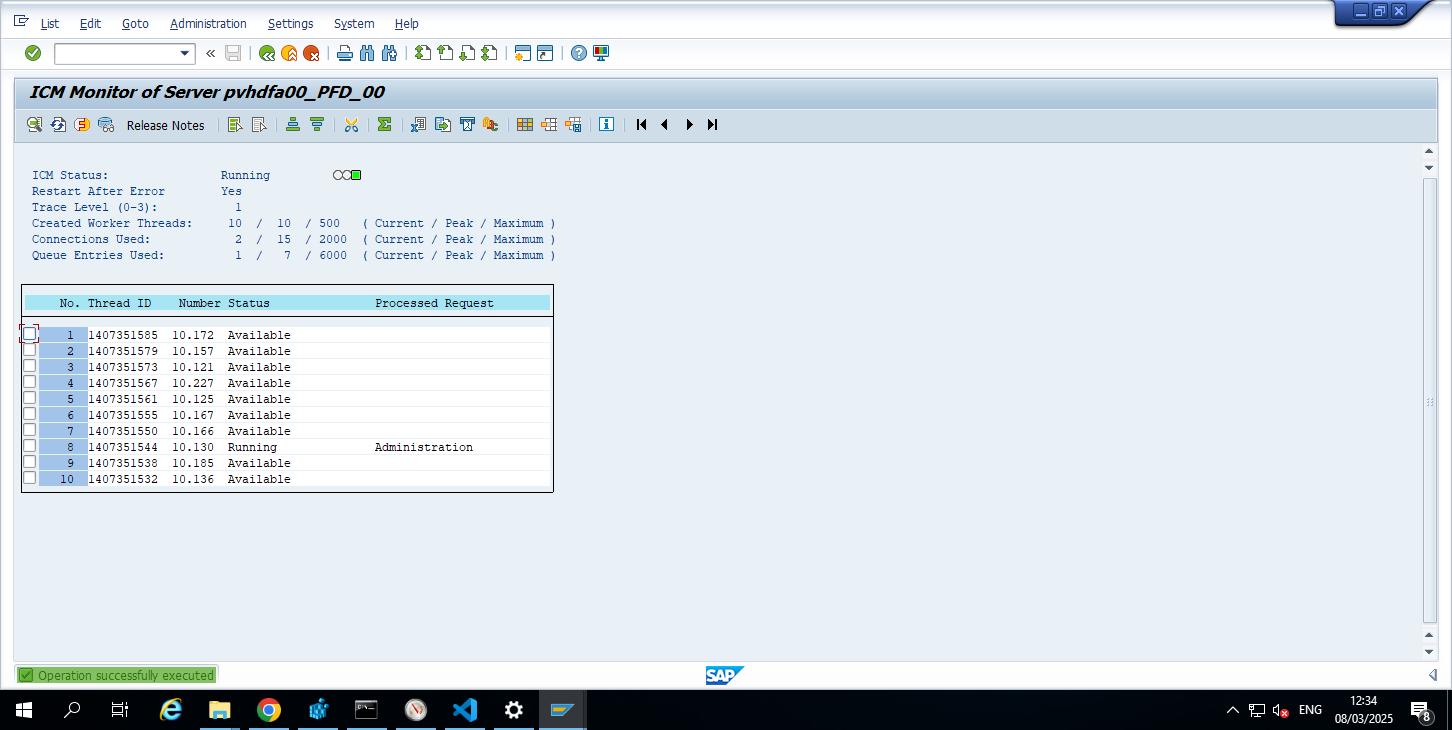 List Edit Goto Administration Settings System Help
ICM Monitor of Server pvhdfa00_PFD_00
Release Notes
ICM Status: Running
Restart After Error Yes
Trace Level (0-3): 1
Created Worker Threads: 10 / 10 / 500 ( Current / Peak / Maximum )
Connections Used: 2 / 15 / 2000 ( Current / Peak / Maximum )
Queue Entries Used: 1 / 7 / 6000 ( Current / Peak / Maximum )
No. Thread ID Number Status Processed Request
1 1407351585 10.172 Available
2 1407351579 10.157 Available
3 1407351573 10.121 Available
4 1407351567 10.227 Available
5 1407351561 10.125 Available
6 1407351555 10.167 Available
7 1407351550 10.166 Available
8 1407351544 10.130 Running Administration
9 1407351538 10.185 Available
10 1407351532 10.136 Available
Operation successfully executed
SAP
ENG
12:34
08/03/2025
8